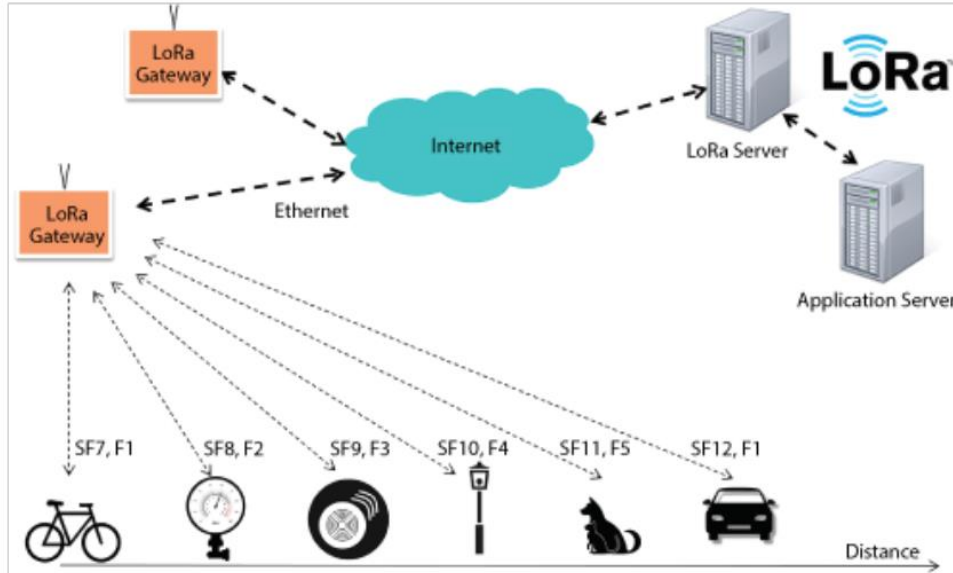 LoRa
Gateway
LoRa
Internet
LoRa Server
LoRa
Gateway
Ethernet
Application Server
SF7, F1
SF8, F2
SF9, F3
SF10, F4
SF11, F5
SF12, F1
Distance